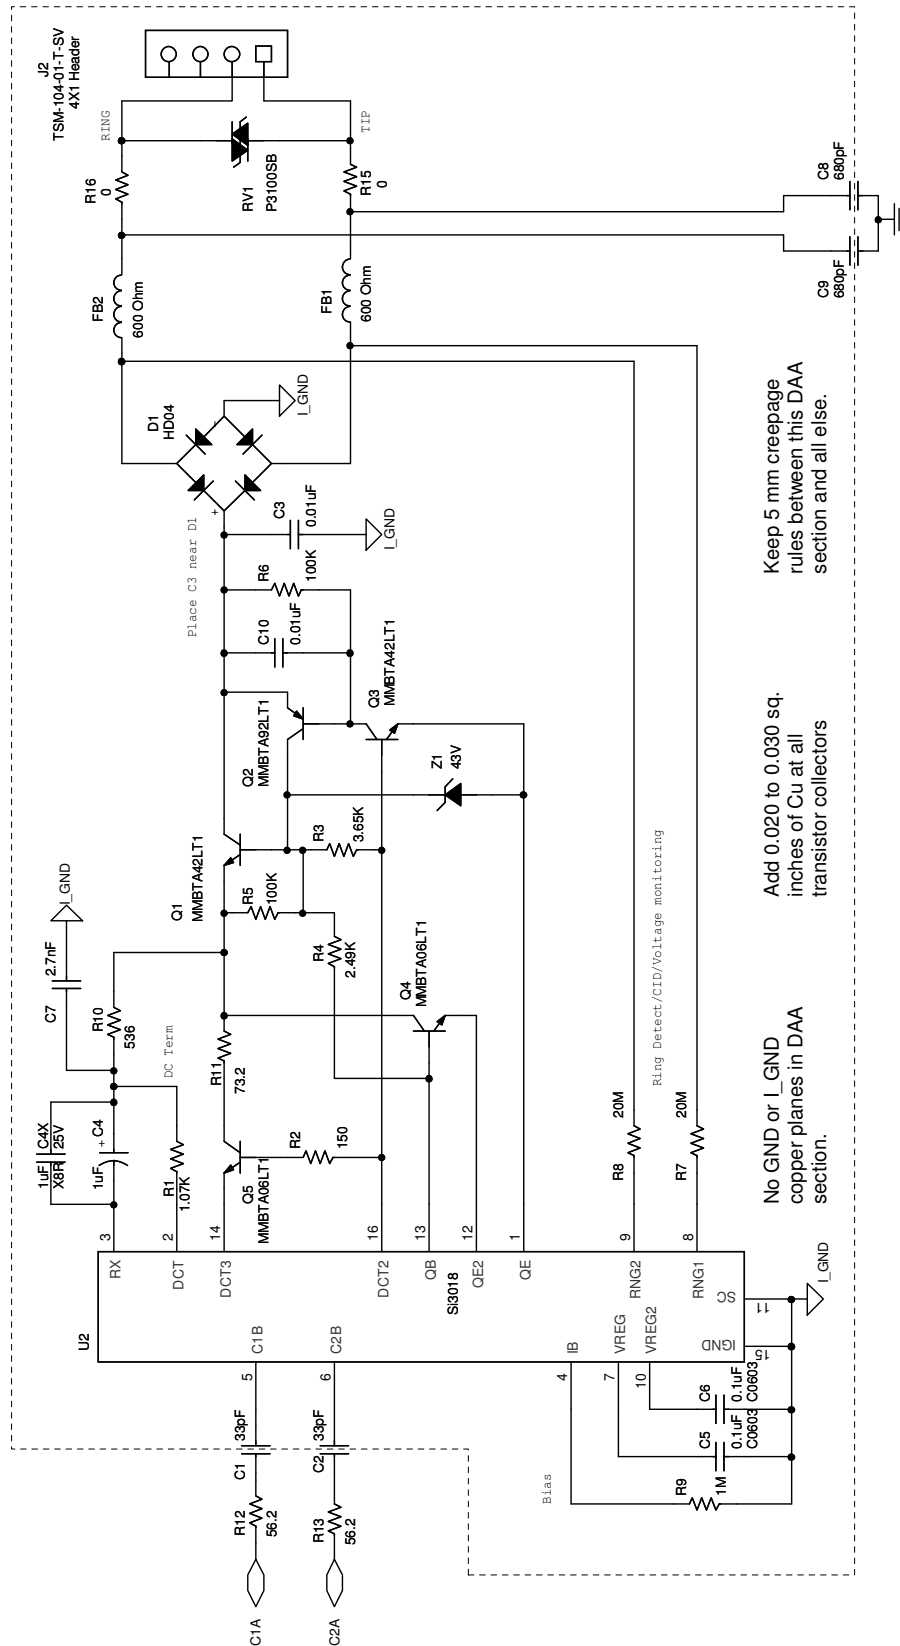 J2
TSM-104-01-T-SV
4X1 Header
RING
TIP
RV1
P3100SB
R16
0
R15
0
C8
680pF
C9
680pF
FB2
600 Ohm
FB1
600 Ohm
D1
HD04
-
+
I_GND
Place C3 near D1
C3
0.01uF
I_GND
R6
100K
C10
0.01uF
Q3
MMBTA42LT1
Q2
MMBTA92LT1
Z1
43V
Q1
MMBTA42LT1
R3
3.65K
R5
100K
R4
2.49K
Q4
MMBTA06LT1
I_GND
C7
2.7nF
R10
536
DC Term
R11
73.2
C4X
1uF
25V
X8R
+
C4
1uF
R1
1.07K
Q5
MMBTA06LT1
R2
150
Ring Detect/CID/Voltage monitoring
R8
20M
R7
20M
Keep 5 mm creepage
rules between this DAA
section and all else.
Add 0.020 to 0.030 sq.
inches of Cu at all
transistor collectors
No GND or I_GND
copper planes in DAA
section.
U2
Si3018
3
RX
2
DCT
14
DCT3
16
DCT2
13
QB
12
QE2
1
QE
9
RNG2
8
RNG1
SC
11
IGND
15
I_GND
C1B
5
C2B
6
IB
4
VREG
7
VREG2
10
C6
0.1uF
C0603
C5
0.1uF
C0603
R9
1M
Bias
C1
33pF
C2
33pF
R12
56.2
R13
56.2
C1A
C2A